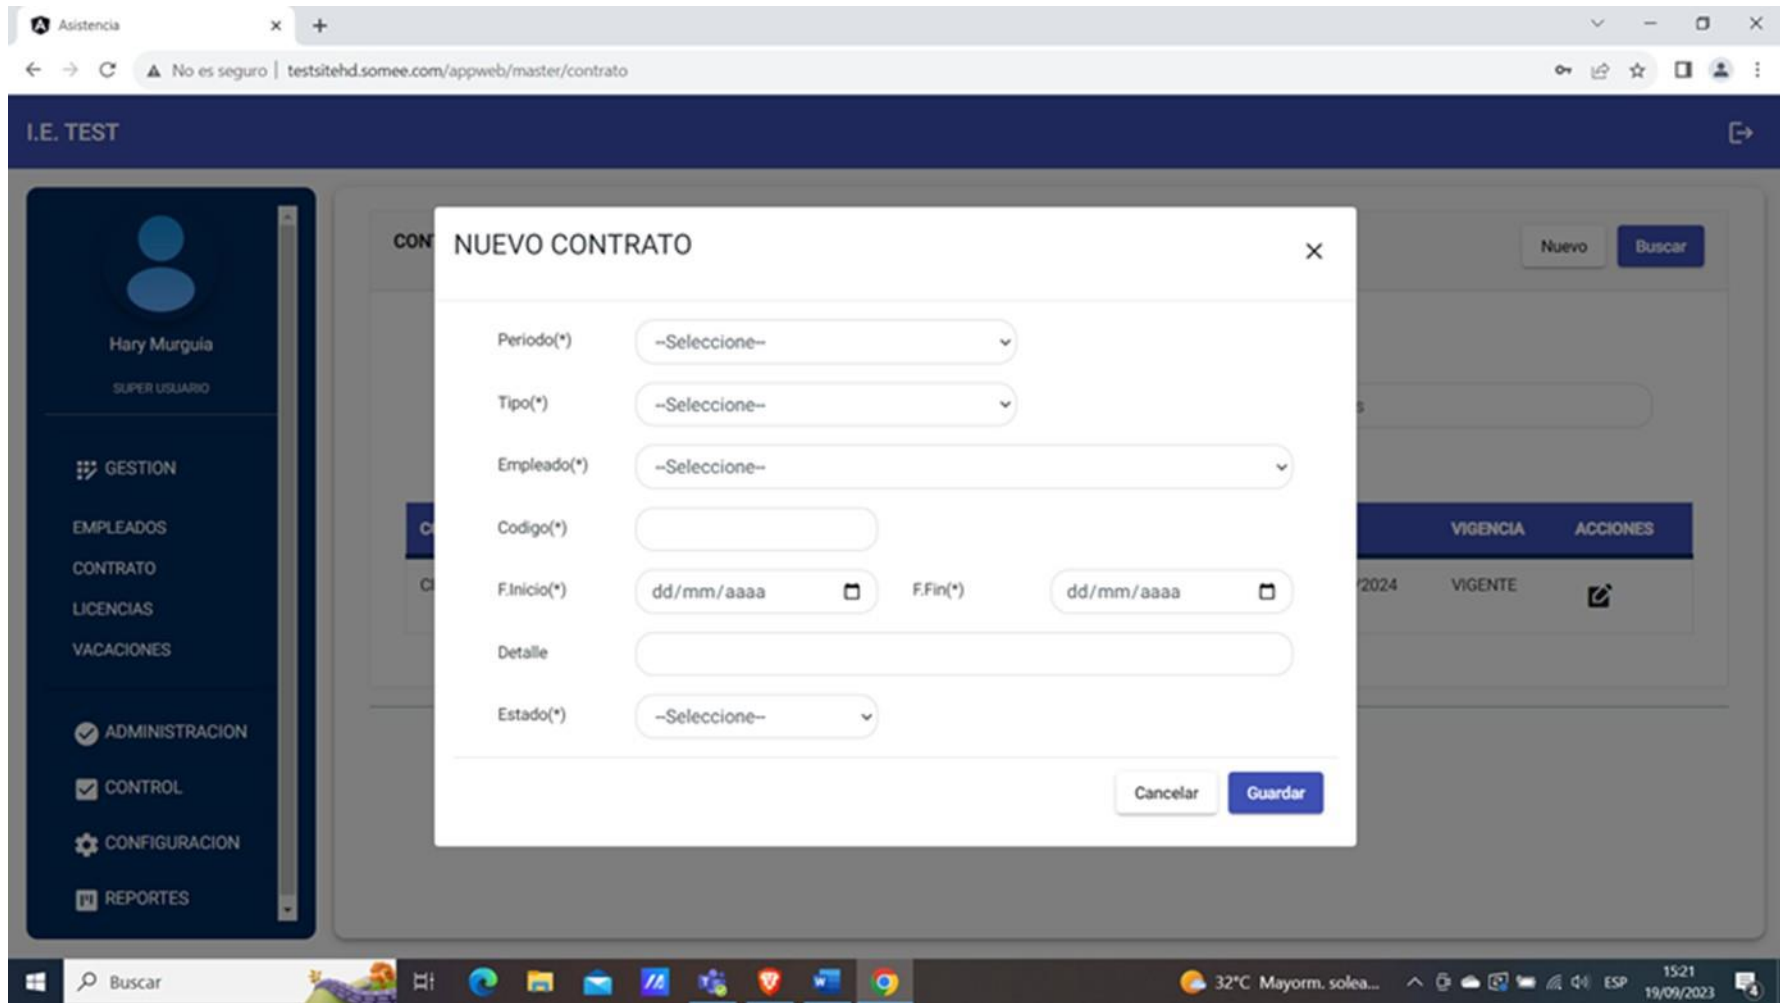 Asistencia
No es seguro | testsitehd.somee.com/appweb/master/contrato
I.E. TEST
Hary Murguia
SUPER USUARIO
GESTION
EMPLEADOS
CONTRATO
LICENCIAS
VACACIONES
ADMINISTRACION
CONTROL
CONFIGURACION
REPORTES
CON
Nuevo Buscar
NUEVO CONTRATO
Periodo(*) --Seleccione--
Tipo(*) --Seleccione--
Empleado(*) --Seleccione--
Codigo(*)
F.Inicio(*) dd/mm/aaaa F.Fin(*) dd/mm/aaaa
Detalle
Estado(*) --Seleccione--
Cancelar Guardar
VIGENCIA ACCIONES
/2024 VIGENTE
Buscar
32°C Mayorm. solea... ESP 15:21
19/09/2023
4